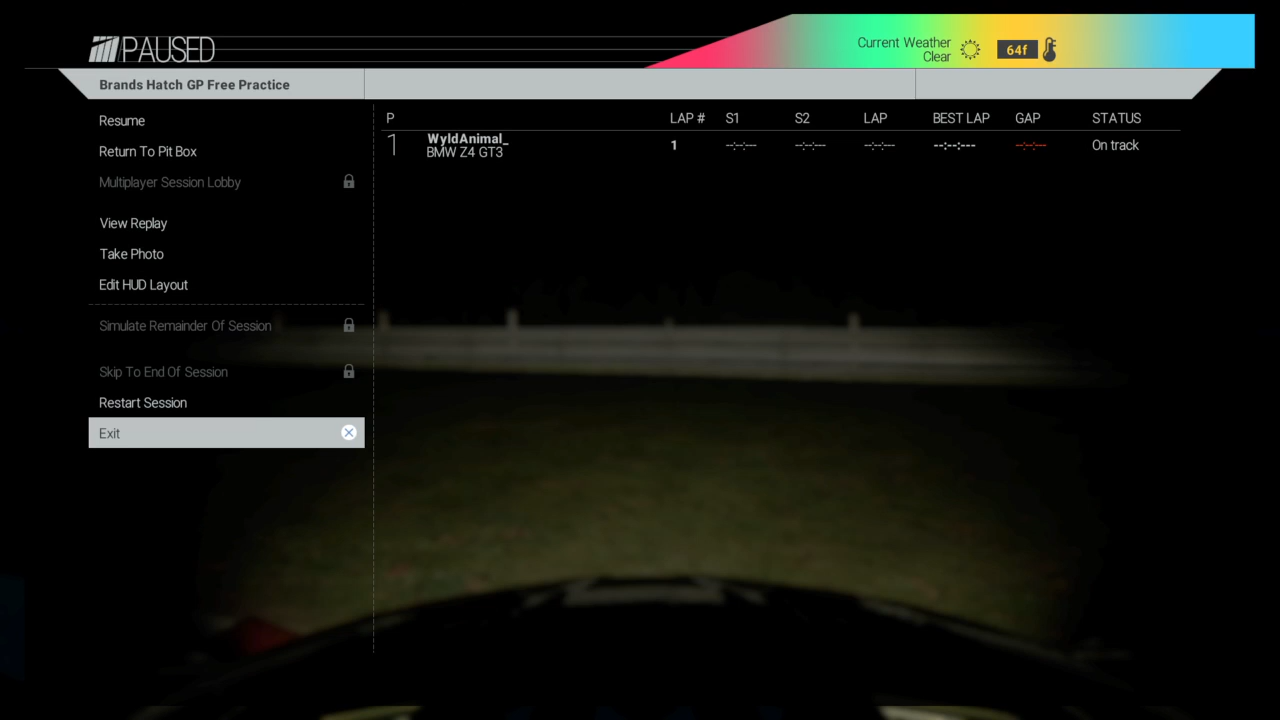 PAUSED
Current Weather
Clear
64f
Brands Hatch GP Free Practice
Resume
Return To Pit Box
Multiplayer Session Lobby
View Replay
Take Photo
Edit HUD Layout
Simulate Remainder Of Session
Skip To End Of Session
Restart Session
Exit
P LAP # S1 S2 LAP BEST LAP GAP STATUS
1 WyldAnimal_ 1 --:--:--- --:--:--- --:--:--- --:--:--- --:--:--- On track
BMW Z4 GT3